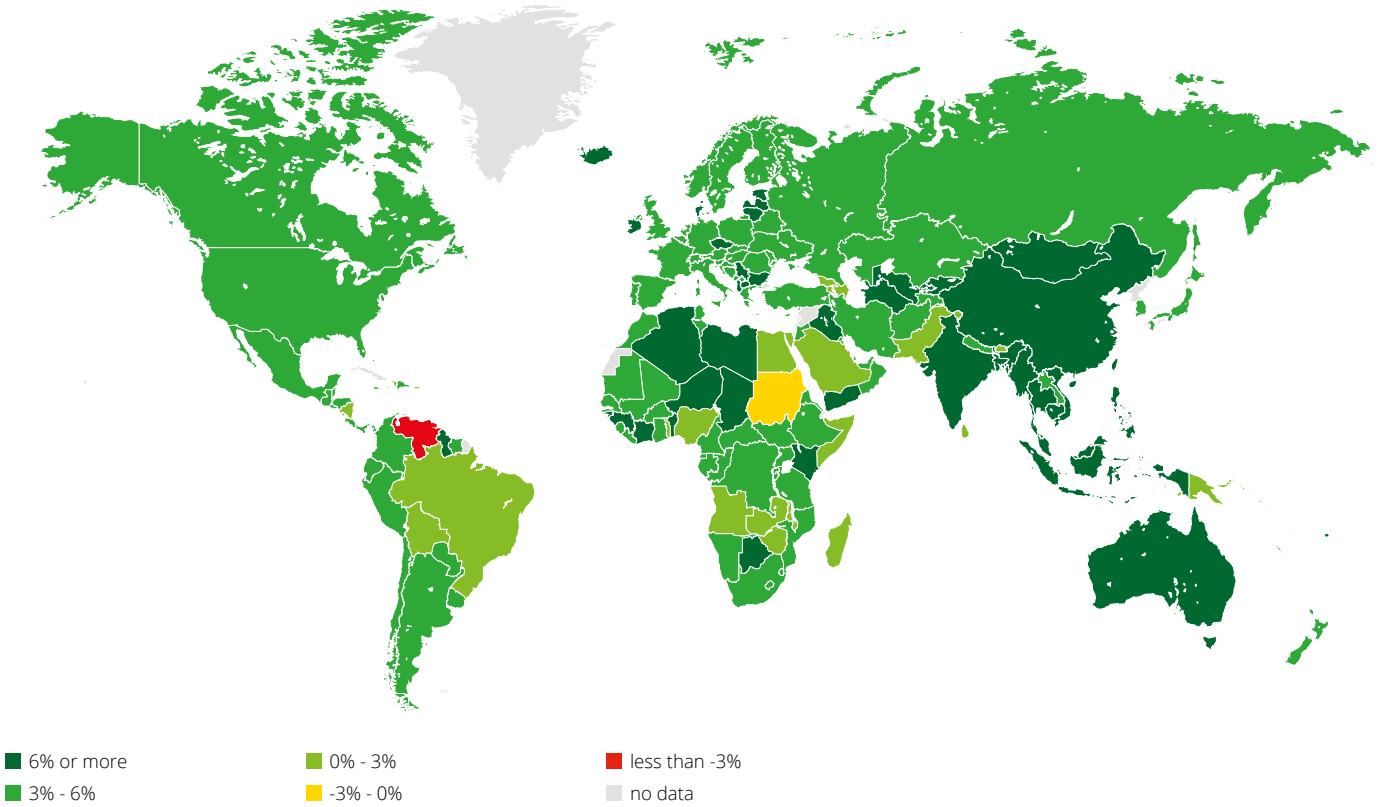 6% or more
3% - 6%
0% - 3%
-3% - 0%
less than -3%
no data